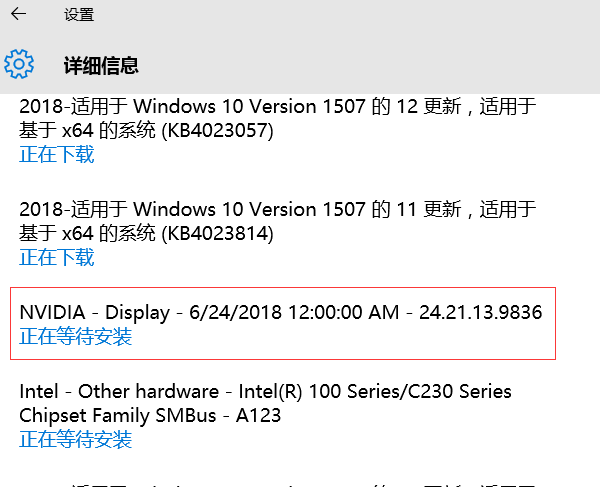 设置
详细信息
2018-适用于 Windows 10 Version 1507 的 12 更新，适用于
基于 x64 的系统 (KB4023057)
正在下载
2018-适用于 Windows 10 Version 1507 的 11 更新，适用于
基于 x64 的系统 (KB4023814)
正在下载
NVIDIA - Display - 6/24/2018 12:00:00 AM - 24.21.13.9836
正在等待安装
Intel - Other hardware - Intel(R) 100 Series/C230 Series
Chipset Family SMBus - A123
正在等待安装